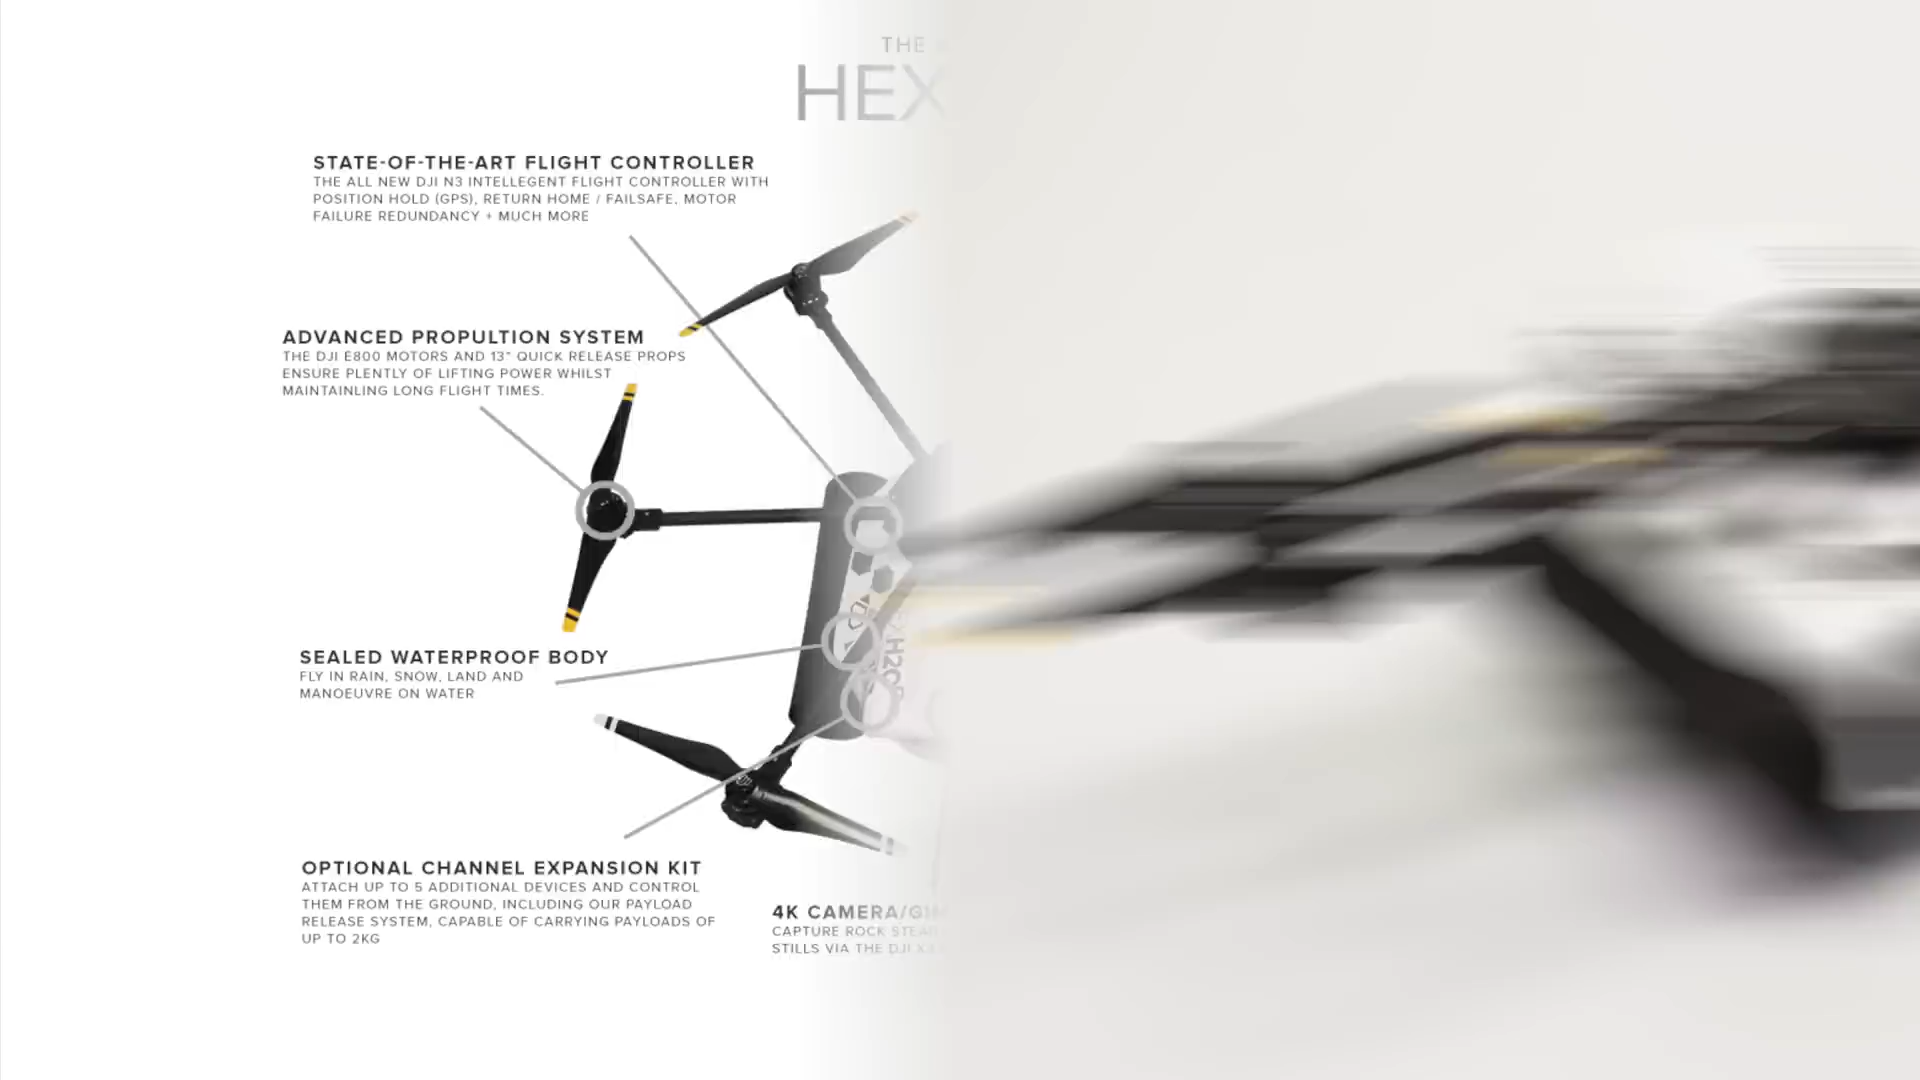 THE
HEX
STATE-OF-THE-ART FLIGHT CONTROLLER
THE ALL NEW DJI N3 INTELLEGENT FLIGHT CONTROLLER WITH
POSITION HOLD (GPS), RETURN HOME / FAILSAFE, MOTOR
FAILURE REDUNDANCY + MUCH MORE
ADVANCED PROPULTION SYSTEM
THE DJI E800 MOTORS AND 13" QUICK RELEASE PROPS
ENSURE PLENTLY OF LIFTING POWER WHILST
MAINTAINLING LONG FLIGHT TIMES.
SEALED WATERPROOF BODY
FLY IN RAIN, SNOW, LAND AND
MANOEUVRE ON WATER
OPTIONAL CHANNEL EXPANSION KIT
ATTACH UP TO 5 ADDITIONAL DEVICES AND CONTROL
THEM FROM THE GROUND, INCLUDING OUR PAYLOAD
RELEASE SYSTEM, CAPABLE OF CARRYING PAYLOADS OF
UP TO 2KG
4K CAMERA/
CAPTURE ROCK
STILLS VIA THE DJI